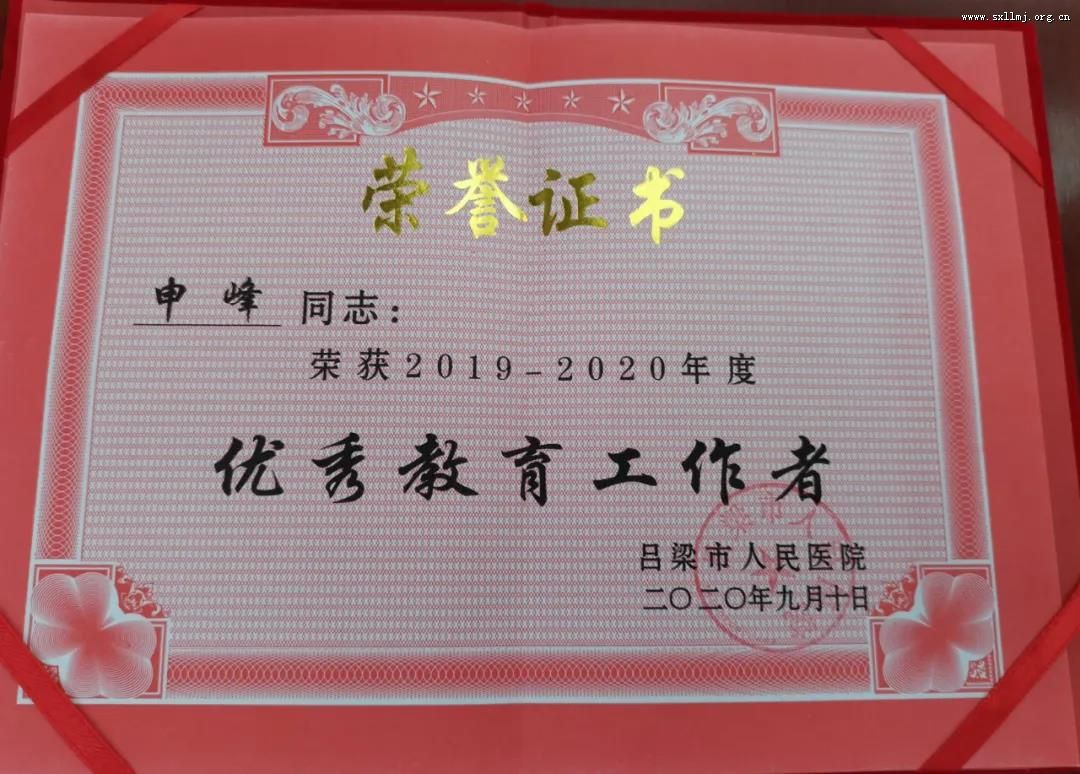 www.sxllmj.org.cn
荣誉证书
申峰 同志：
荣获2019-2020年度
优秀教育工作者
吕梁市人民医院
二〇二〇年九月十日